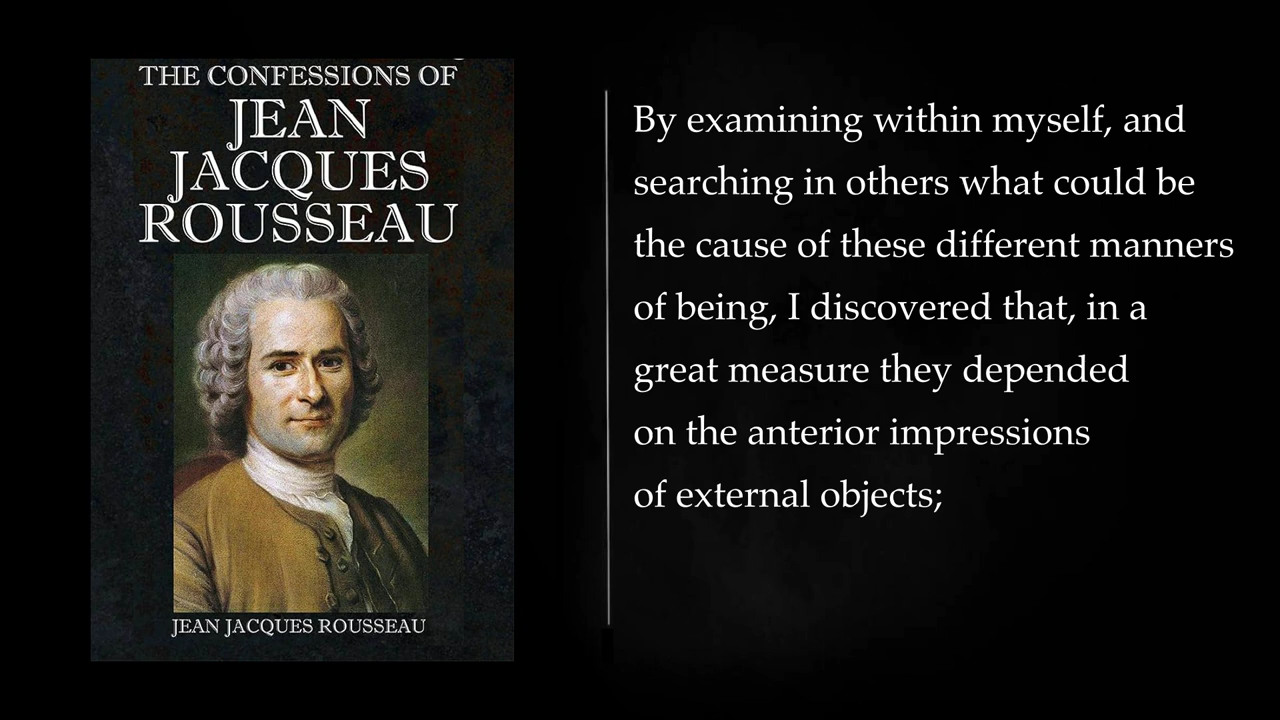 THE CONFESSIONS OF
JEAN
JACQUES
ROUSSEAU
JEAN JACQUES ROUSSEAU
By examining within myself, and
searching in others what could be
the cause of these different manners
of being, I discovered that, in a
great measure they depended
on the anterior impressions
of external objects;